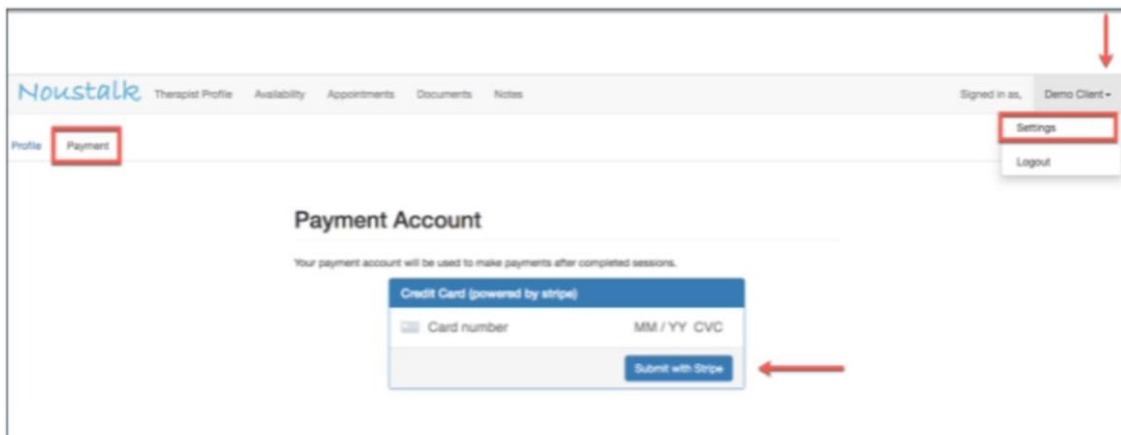 Noustalk Therapist Profile Availability Appointments Documents Notes Signed in as, Demo Client
Settings
Profile Payment
Logout
Payment Account
Your payment account will be used to make payments after completed sessions.
Credit Card (powered by stripe)
Card number MM / YY CVC
Submit with Stripe